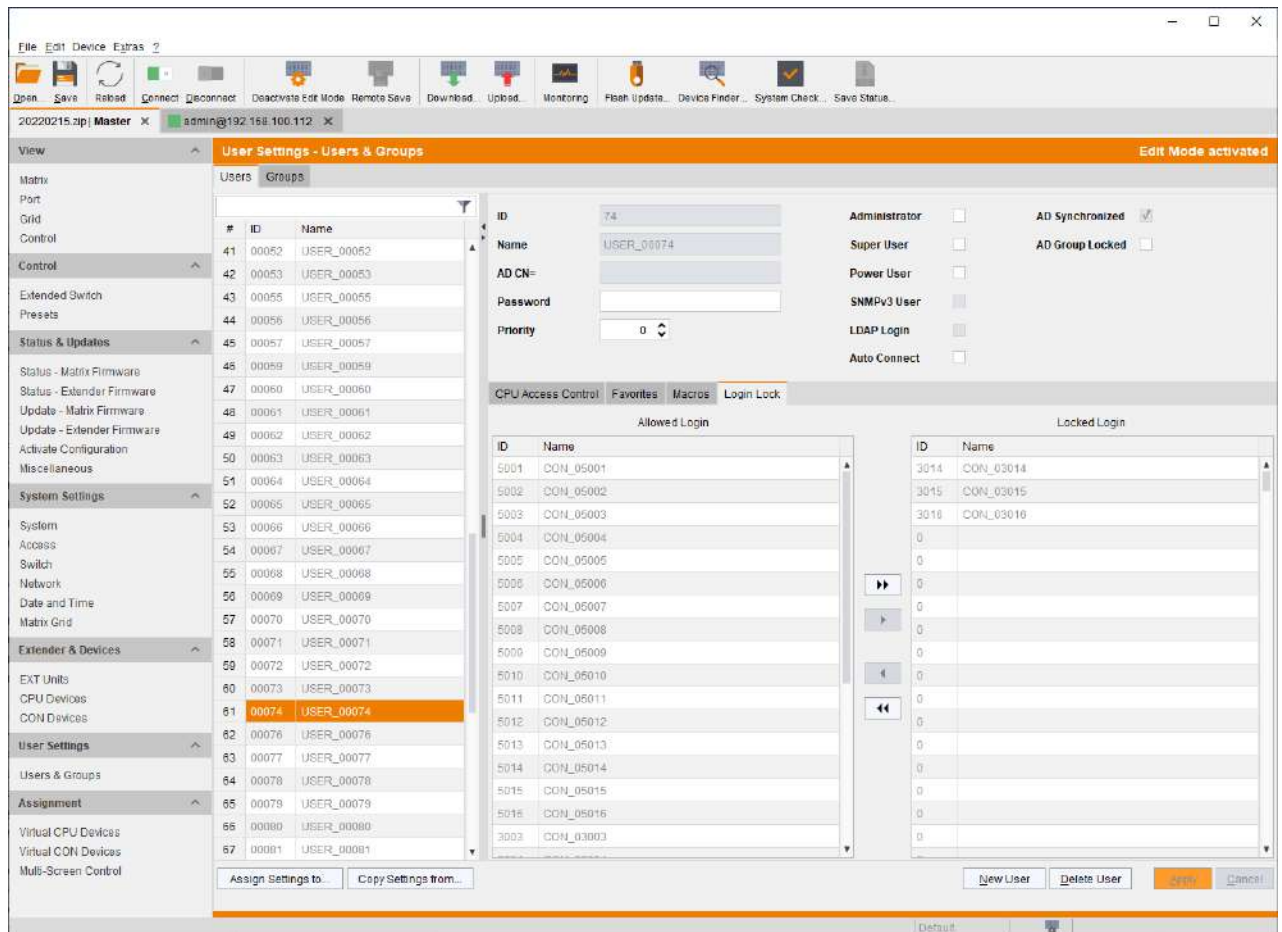 File Edit Device Extras ?
Open... Save Reload Connect Disconnect Deactivate Edit Mode Remote Save Download... Upload... Monitoring Flash Update... Device Finder... System Check... Save Status...
20220215.zip| Master × admin@192.168.100.112 ×
View
Matrix
Port
Grid
Control
Control
Extended Switch
Presets
Status & Updates
Status - Matrix Firmware
Status - Extender Firmware
Update - Matrix Firmware
Update - Extender Firmware
Activate Configuration
Miscellaneous
System Settings
System
Access
Switch
Network
Date and Time
Matrix Grid
Extender & Devices
EXT Units
CPU Devices
CON Devices
User Settings
Users & Groups
Assignment
Virtual CPU Devices
Virtual CON Devices
Multi-Screen Control
User Settings - Users & Groups Edit Mode activated
Users Groups
# ID Name
41 00052 USER_00052
42 00053 USER_00053
43 00055 USER_00055
44 00056 USER_00056
45 00057 USER_00057
46 00059 USER_00059
47 00060 USER_00060
48 00061 USER_00061
49 00062 USER_00062
50 00063 USER_00063
51 00064 USER_00064
52 00065 USER_00065
53 00066 USER_00066
54 00067 USER_00067
55 00068 USER_00068
56 00069 USER_00069
57 00070 USER_00070
58 00071 USER_00071
59 00072 USER_00072
60 00073 USER_00073
61 00074 USER_00074
62 00076 USER_00076
63 00077 USER_00077
64 00078 USER_00078
65 00079 USER_00079
66 00080 USER_00080
67 00081 USER_00081
Assign Settings to... Copy Settings from...
ID 74 Administrator AD Synchronized
Name USER_00074 Super User AD Group Locked
AD CN= Power User
Password SNMPv3 User
Priority 0 LDAP Login
Auto Connect
CPU Access Control Favorites Macros Login Lock
Allowed Login
ID Name
5001 CON_05001
5002 CON_05002
5003 CON_05003
5004 CON_05004
5005 CON_05005
5006 CON_05006
5007 CON_05007
5008 CON_05008
5009 CON_05009
5010 CON_05010
5011 CON_05011
5012 CON_05012
5013 CON_05013
5014 CON_05014
5015 CON_05015
5016 CON_05016
3003 CON_03003
Locked Login
ID Name
3014 CON_03014
3015 CON_03015
3016 CON_03016
0
0
0
0
0
0
0
0
0
0
0
0
0
0
New User Delete User Apply Cancel
Default